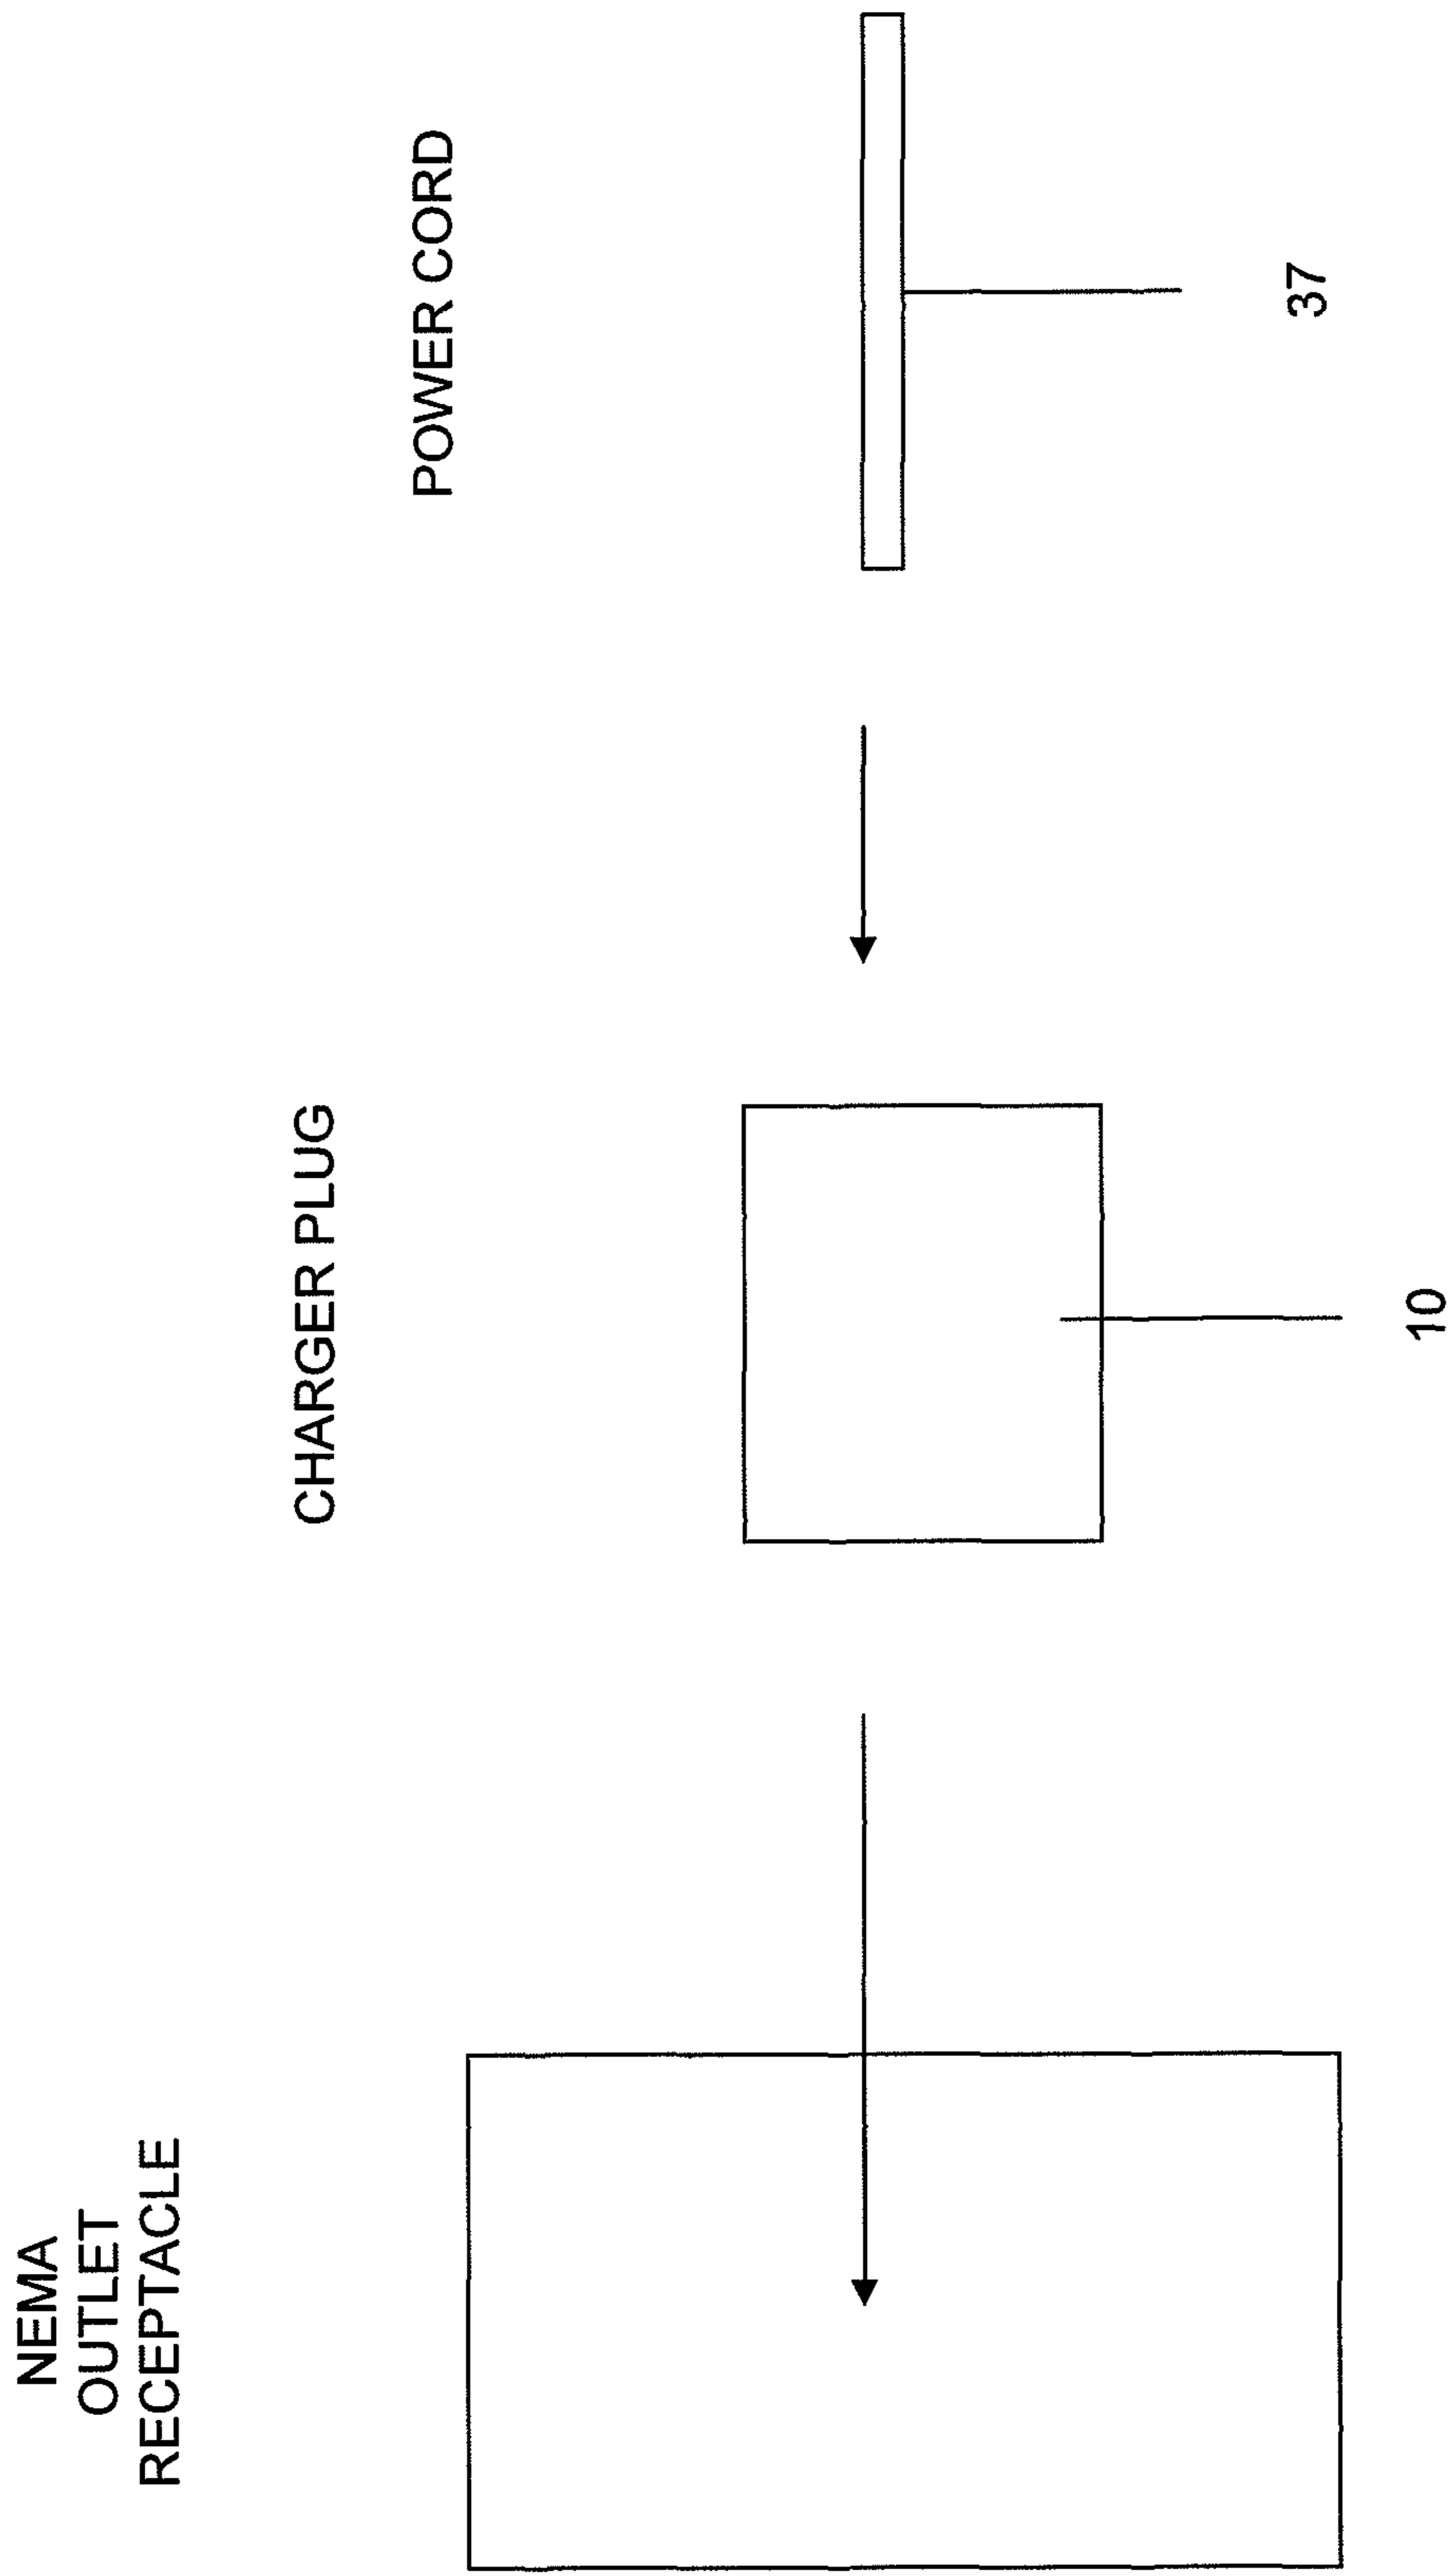 NEMA
OUTLET
RECEPTACLE
CHARGER PLUG
POWER CORD
10
37